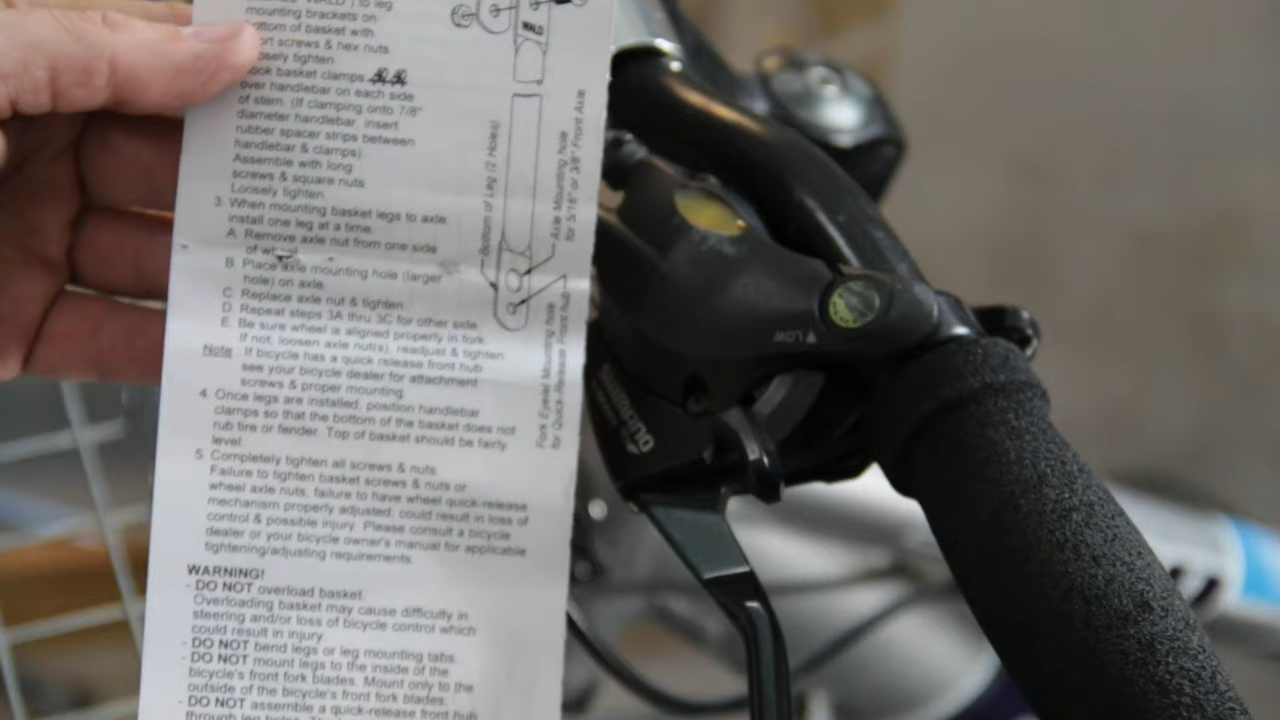 "WALD") to leg
mounting brackets on
bottom of basket with
short screws & hex nuts.
Loosely tighten.
Hook basket clamps
over handlebar on each side
of stem. (If clamping onto 7/8"
diameter handlebar, insert
rubber spacer strips between
handlebar & clamps).
Assemble with long
screws & square nuts.
Loosely tighten.
3. When mounting basket legs to axle
install one leg at a time.
A. Remove axle nut from one side
of wheel.
B. Place axle mounting hole (larger
hole) on axle.
C. Replace axle nut & tighten.
D. Repeat steps 3A thru 3C for other side.
E. Be sure wheel is aligned properly in fork.
If not, loosen axle nut(s), readjust & tighten.
Note: If bicycle has a quick release front hub
see your bicycle dealer for attachment
screws & proper mounting.
4. Once legs are installed, position handlebar
clamps so that the bottom of the basket does not
rub tire or fender. Top of basket should be fairly
level.
5. Completely tighten all screws & nuts.
Failure to tighten basket screws & nuts or
wheel axle nuts, failure to have wheel quick-release
mechanism properly adjusted, could result in loss of
control & possible injury. Please consult a bicycle
dealer or your bicycle owner's manual for applicable
tightening/adjusting requirements.
WARNING!
- DO NOT overload basket.
Overloading basket may cause difficulty in
steering and/or loss of bicycle control which
could result in injury.
- DO NOT bend legs or leg mounting tabs.
- DO NOT mount legs to the inside of the
bicycle's front fork blades. Mount only to the
outside of the bicycle's front fork blades.
- DO NOT assemble a quick-release front hub
through leg holes.
WALD
Bottom of Leg (2 Holes)
Axle Mounting hole
for 5/16" or 3/8" Front Axle
Fork Eyelet Mounting hole
for Quick-Release Front hub
▼LOW
SHIMANO